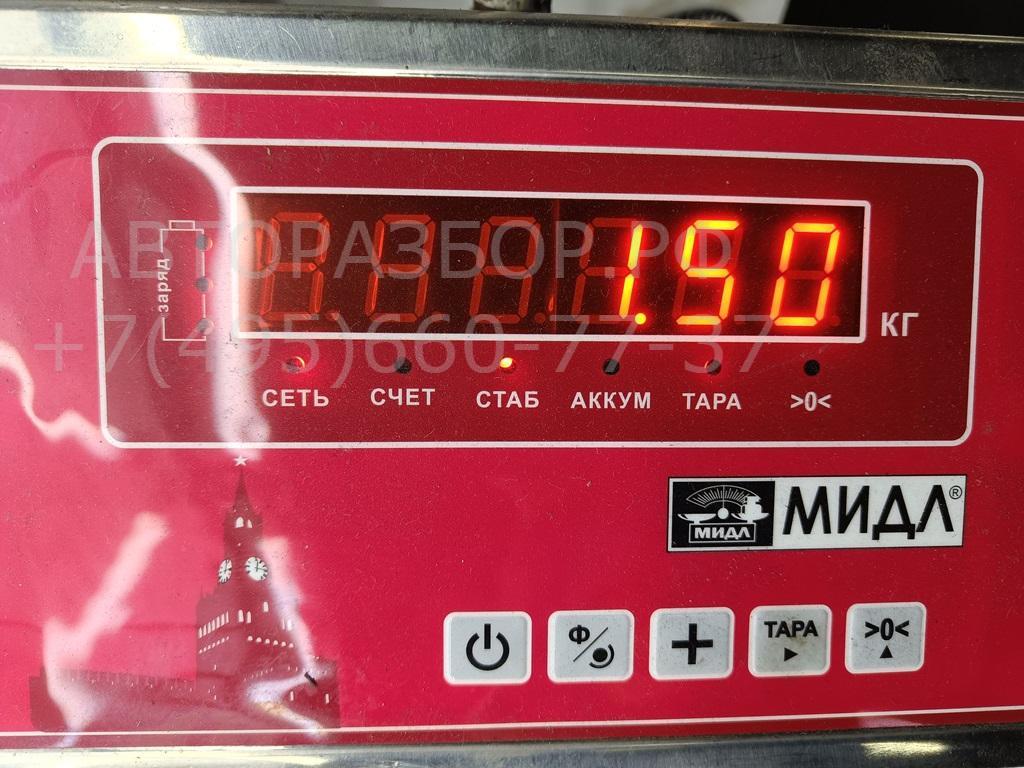 АВТОРАЗБОР.РФ
+7(495)660-77-37
заряд
1.50
КГ
СЕТЬ СЧЕТ СТАБ АККУМ ТАРА >0<
МИДЛ МИДЛ®
Ф ТАРА >0<